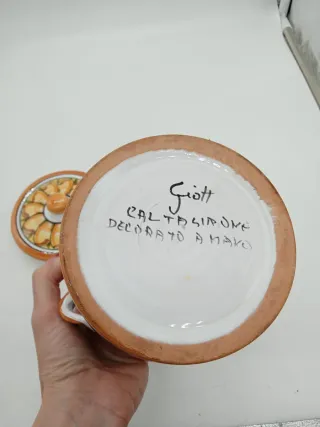 Giott
CALTAGIRONE
DECORATO A MANO